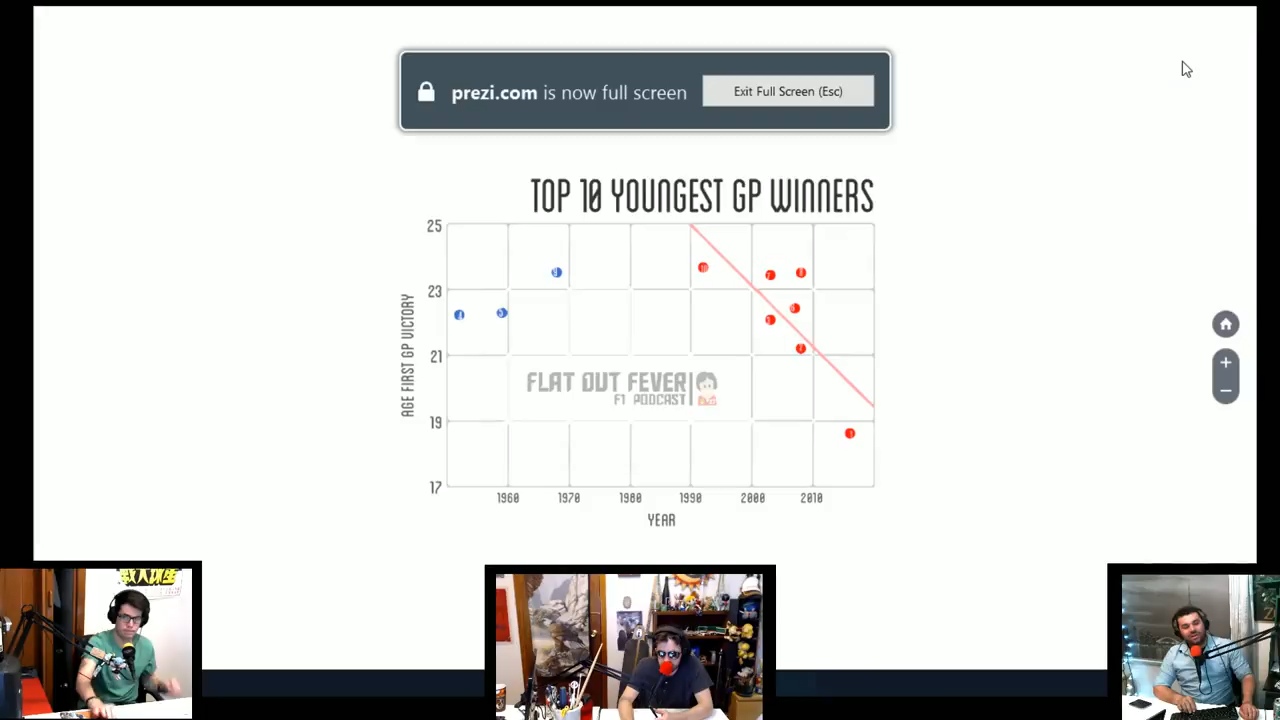 prezi.com is now full screen
Exit Full Screen (Esc)
TOP 10 YOUNGEST GP WINNERS
25
23
21
19
17
AGE FIRST GP VICTORY
FLAT OUT FEVER
F1 PODCAST
1960
1970
1980
1990
2000
2010
YEAR